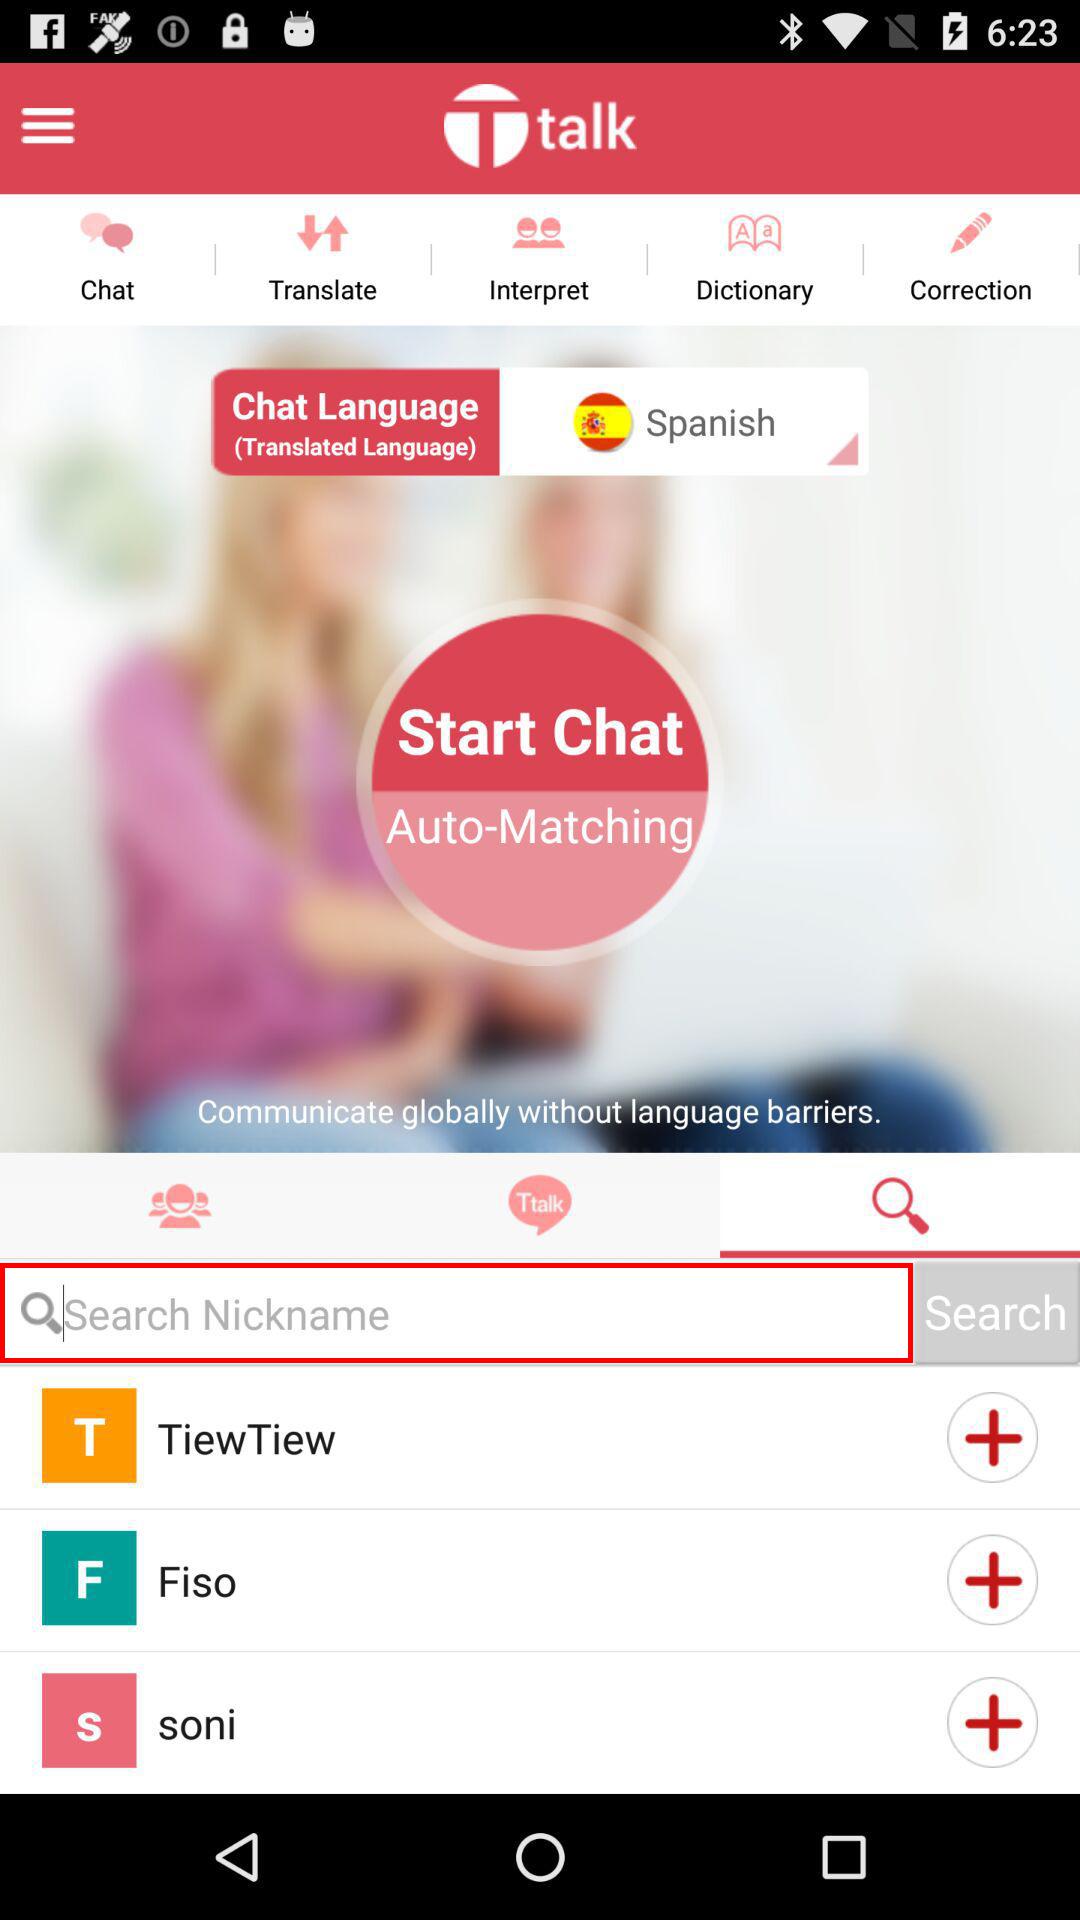 FAKE
6:23
T talk
Chat
Translate
Interpret
Dictionary
Correction
A a
Chat Language
(Translated Language)
Spanish
Start Chat
Auto-Matching
Communicate globally without language barriers.
Ttalk
Search Nickname
Search
T TiewTiew
F Fiso
s soni